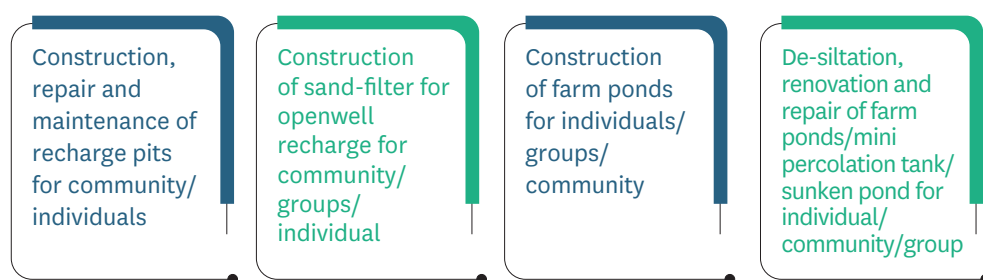 Construction,
repair and
maintenance of
recharge pits
for community/
individuals
Construction
of sand-filter for
openwell
recharge for
community/
groups/
individual
Construction
of farm ponds
for individuals/
groups/
community
De-siltation,
renovation and
repair of farm
ponds/mini
percolation tank/
sunken pond for
individual/
community/group